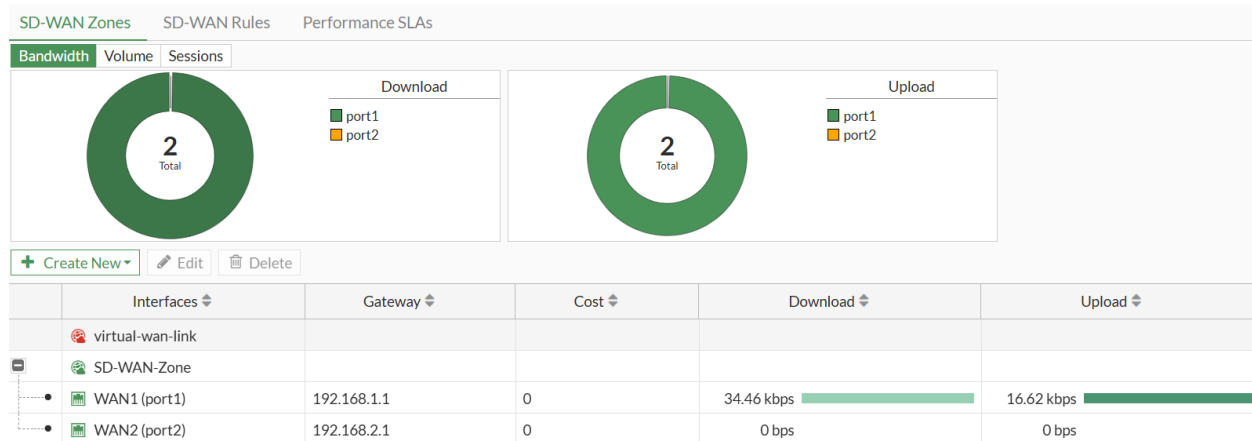 SD-WAN Zones SD-WAN Rules Performance SLAs
Bandwidth Volume Sessions
Download
port1
port2
2
Total
Upload
port1
port2
2
Total
Create New Edit Delete
Interfaces Gateway Cost Download Upload
virtual-wan-link
SD-WAN-Zone
WAN1 (port1) 192.168.1.1 0 34.46 kbps 16.62 kbps
WAN2 (port2) 192.168.2.1 0 0 bps 0 bps